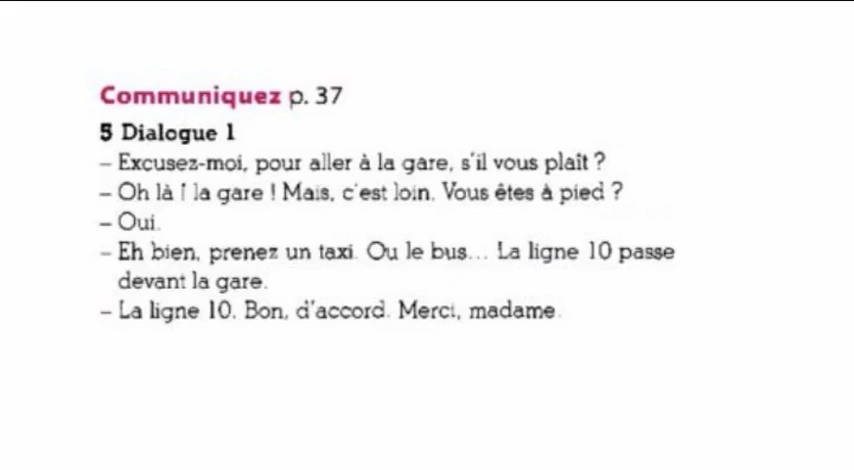 Communiquez p. 37
5 Dialogue 1
– Excusez-moi, pour aller à la gare, s'il vous plaît ?
– Oh là ! la gare ! Mais, c'est loin. Vous êtes à pied ?
– Oui.
– Eh bien, prenez un taxi. Ou le bus... La ligne 10 passe
devant la gare.
– La ligne 10. Bon, d'accord. Merci, madame.